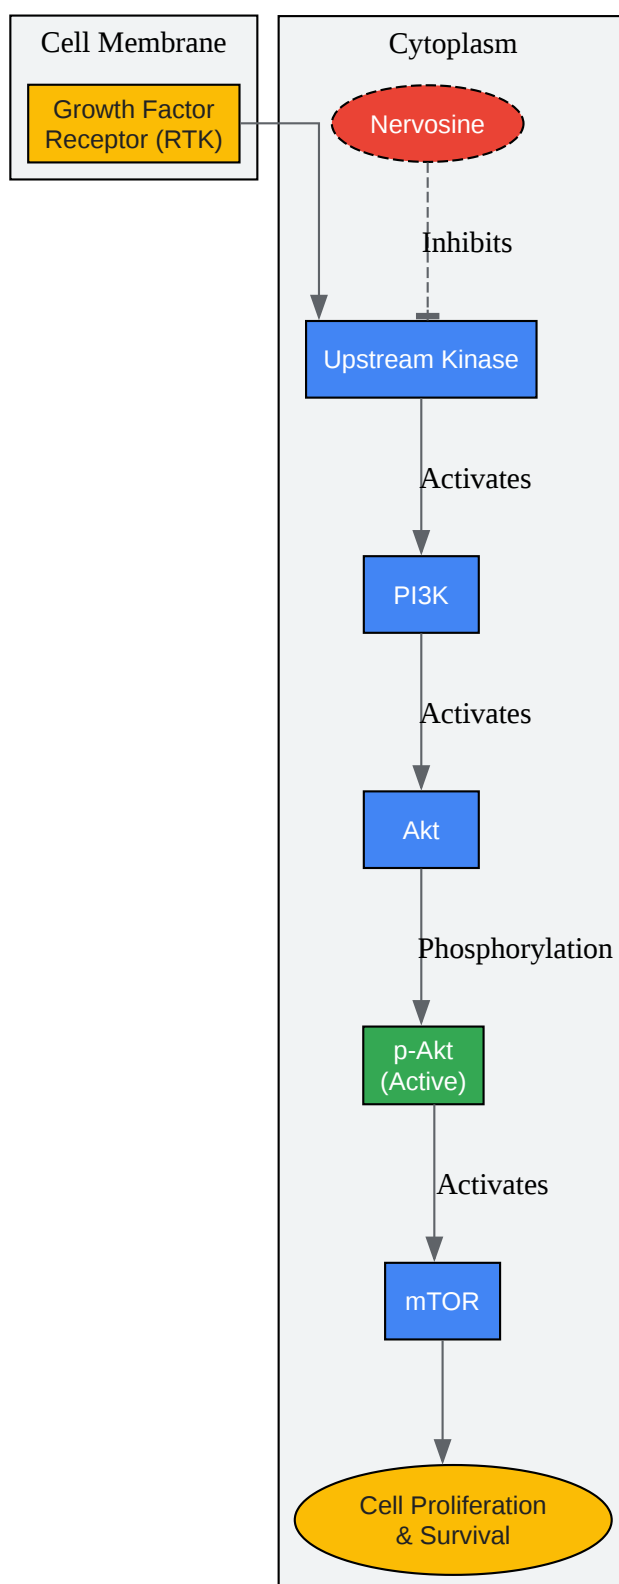 Cell Membrane
Growth Factor
Receptor (RTK)
Cytoplasm
Nervosine
Inhibits
Upstream Kinase
Activates
PI3K
Activates
Akt
Phosphorylation
p-Akt
(Active)
Activates
mTOR
Cell Proliferation
& Survival